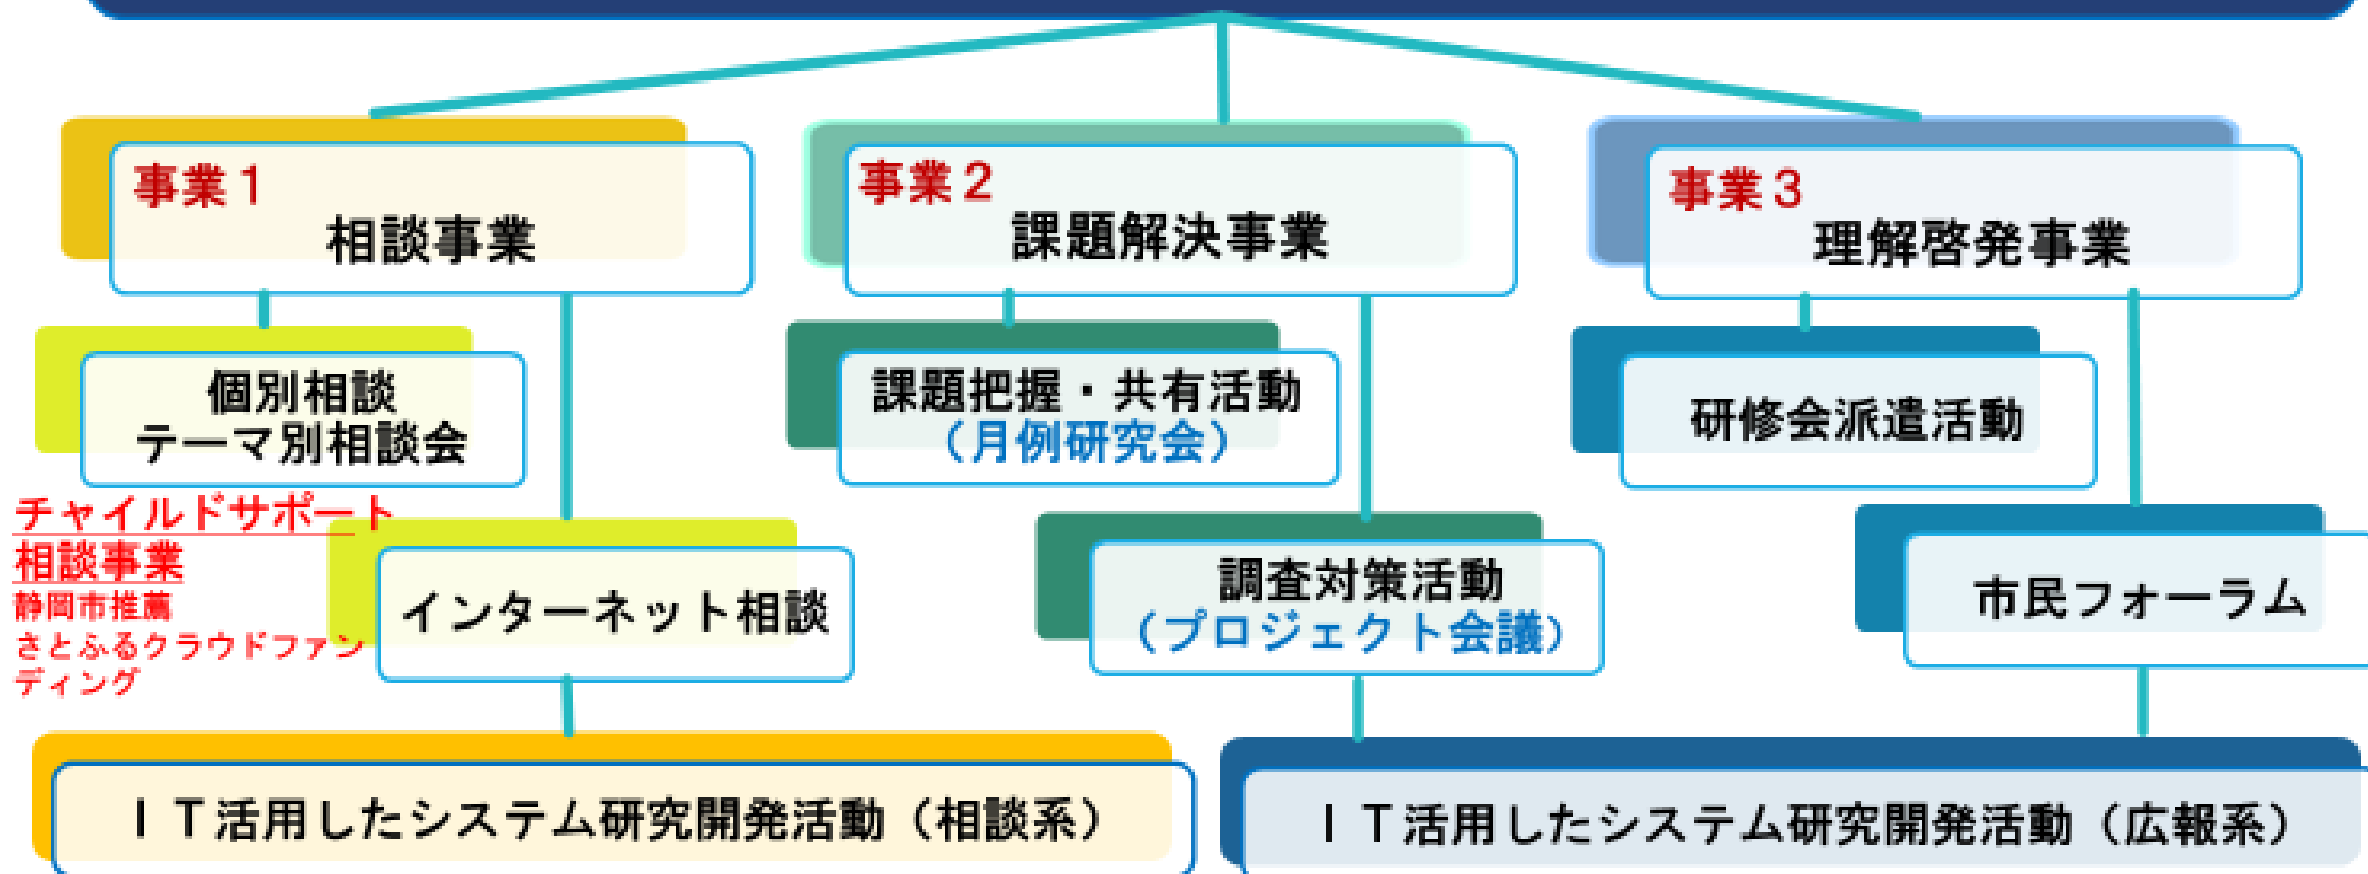 事業１
相談事業
事業２
課題解決事業
事業３
理解啓発事業
個別相談
テーマ別相談会
課題把握・共有活動
（月例研究会）
研修会派遣活動
チャイルドサポート
相談事業
静岡市推薦
さとふるクラウドファン
ディング
インターネット相談
調査対策活動
（プロジェクト会議）
市民フォーラム
ＩＴ活用したシステム研究開発活動（相談系）
ＩＴ活用したシステム研究開発活動（広報系）